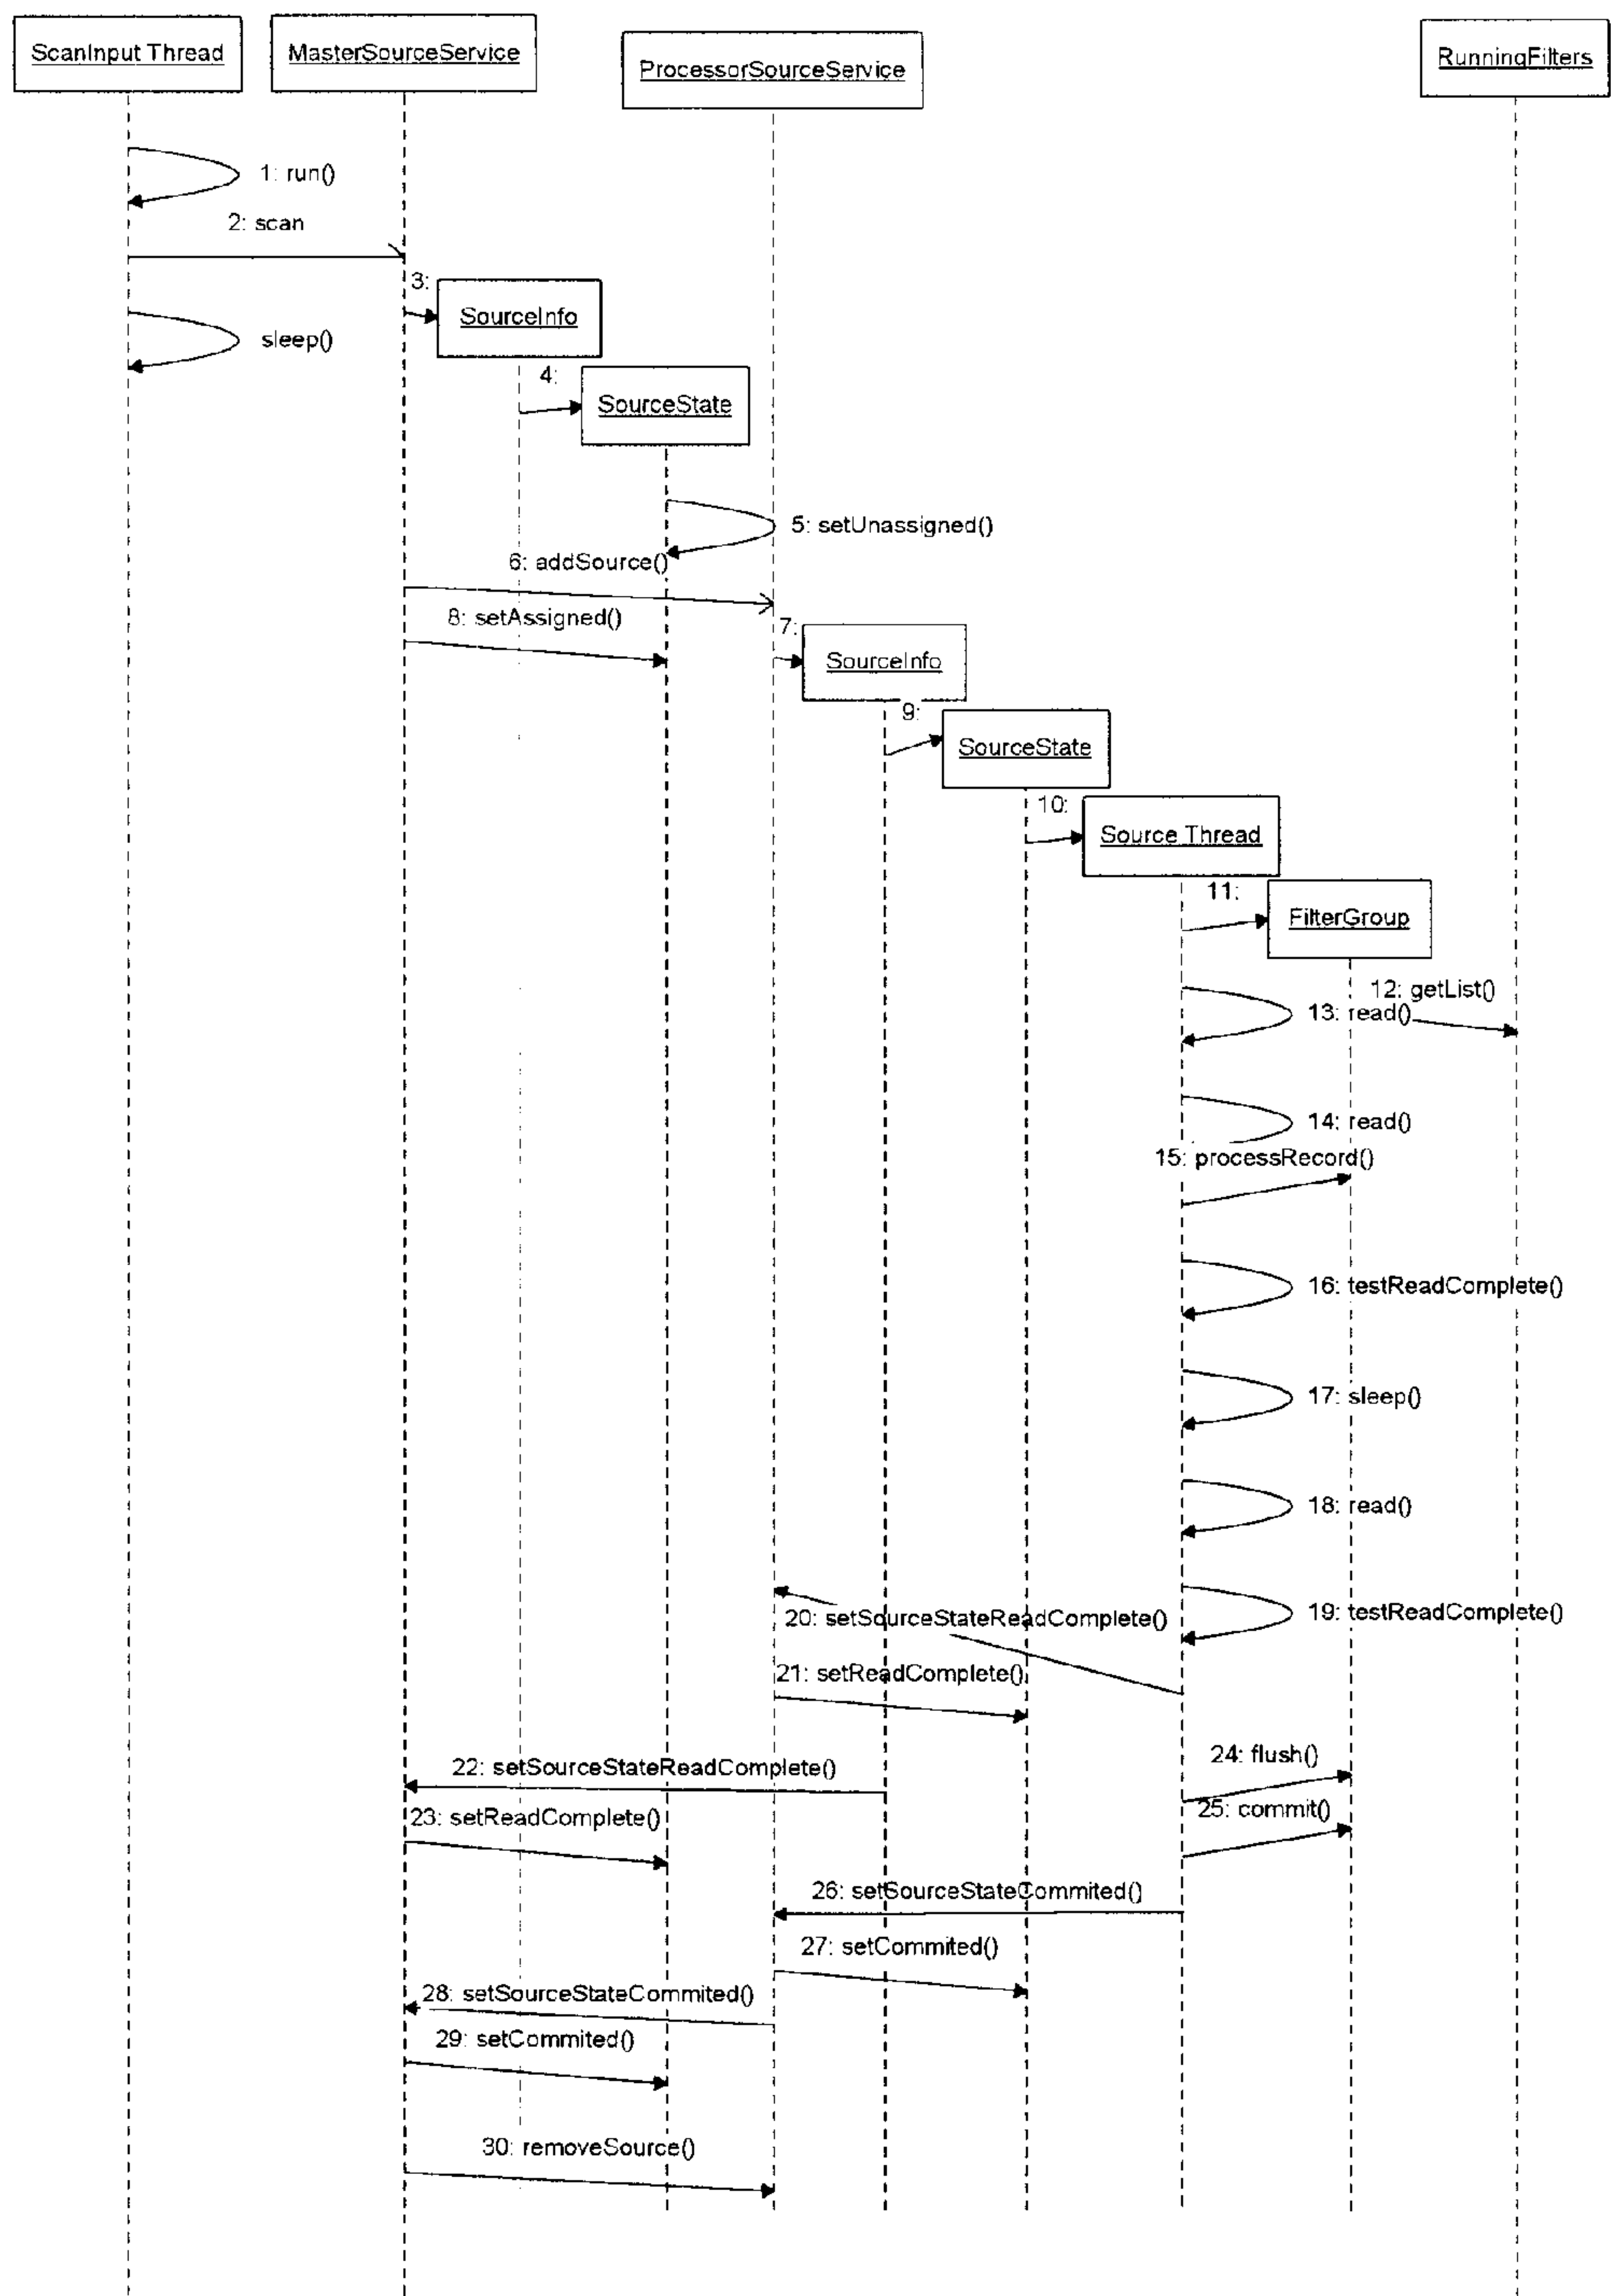 ScanInput Thread
MasterSourceService
ProcessorSourceService
RunningFilters
1: run()
2: scan
3:
SourceInfo
sleep()
4:
SourceState
5: setUnassigned()
6: addSource()
8: setAssigned()
7:
SourceInfo
9:
SourceState
10:
Source Thread
11:
FilterGroup
12: getList()
13: read()
14: read()
15: processRecord()
16: testReadComplete()
17: sleep()
18: read()
20: setSourceStateReadComplete()
19: testReadComplete()
21: setReadComplete()
22: setSourceStateReadComplete()
24: flush()
23: setReadComplete()
25: commit()
26: setSourceStateCommited()
27: setCommited()
28: setSourceStateCommited()
29: setCommited()
30: removeSource()